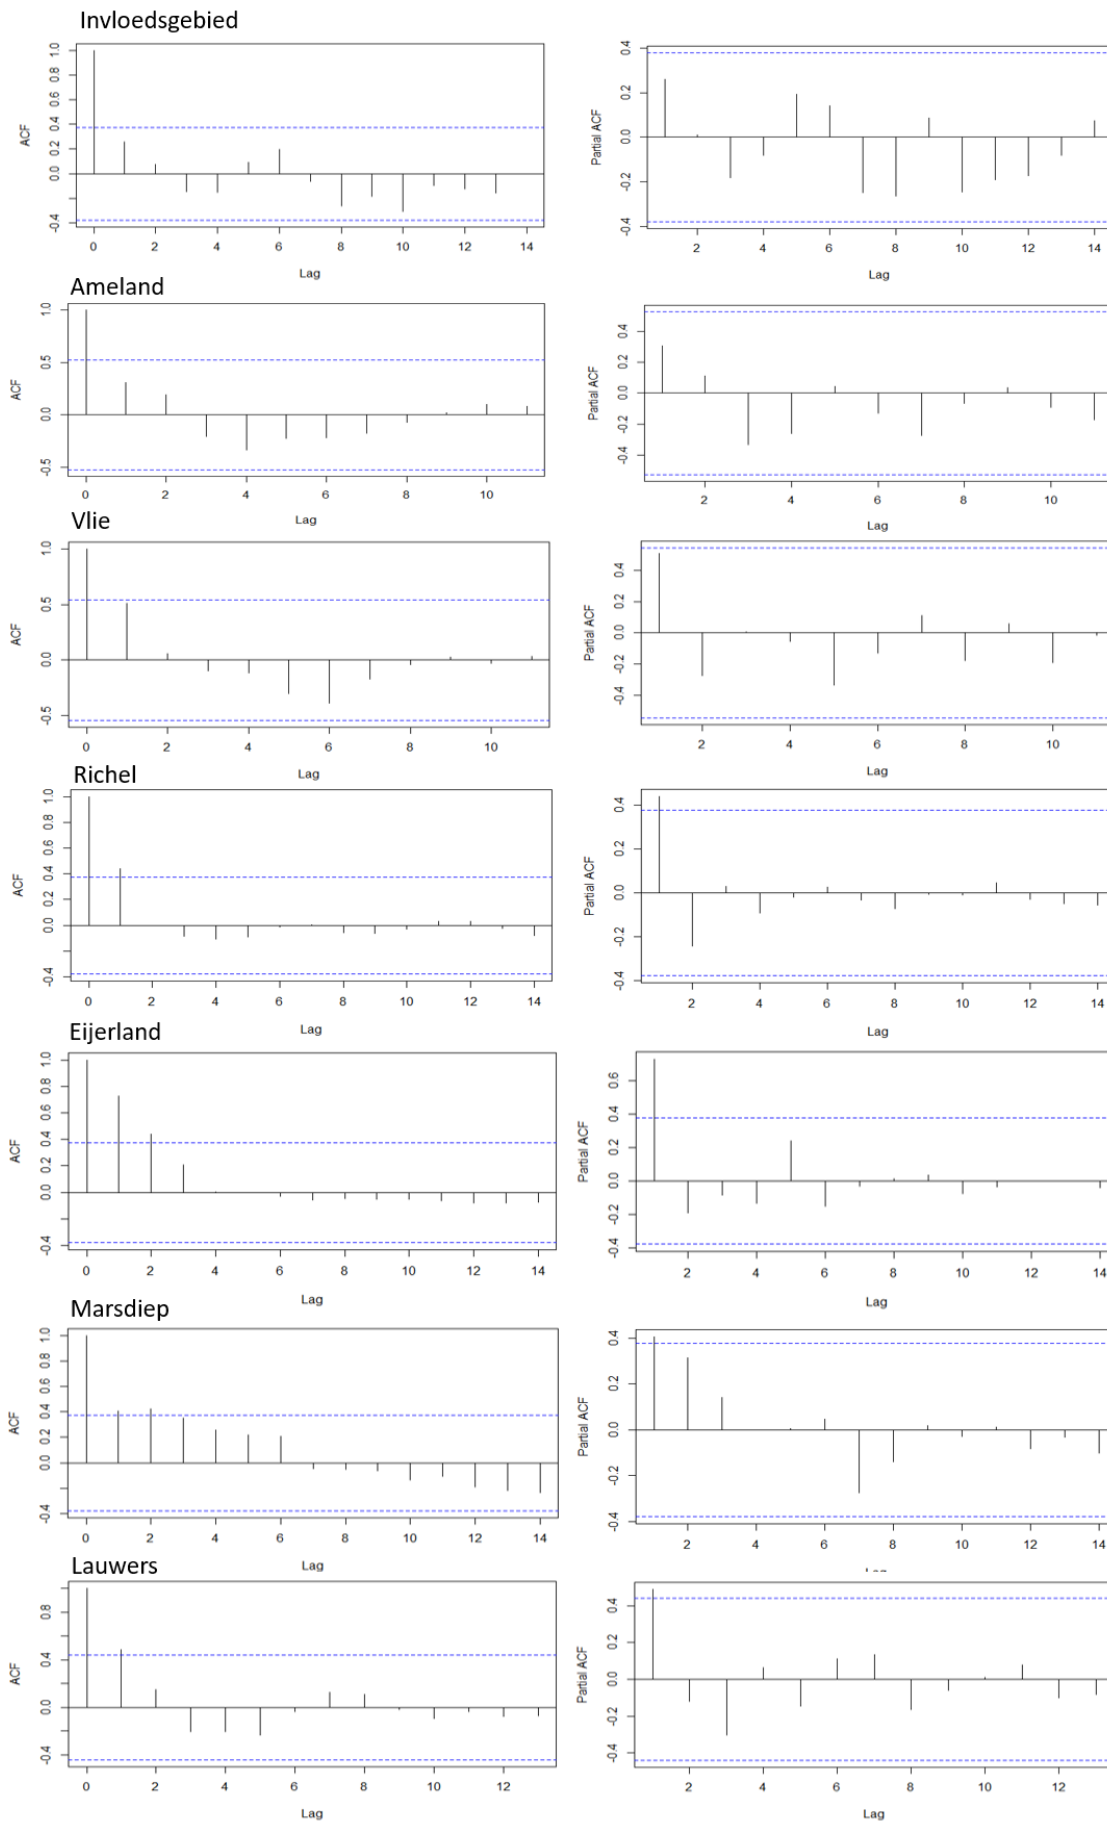 Invloedsgebied
ACF
-0.4 0.0 0.2 0.4 0.6 0.8 1.0
0 2 4 6 8 10 12 14
Lag
Partial ACF
-0.4 -0.2 0.0 0.2 0.4
2 4 6 8 10 12 14
Lag
Ameland
ACF
-0.5 0.0 0.5 1.0
0 2 4 6 8 10
Lag
Partial ACF
-0.4 -0.2 0.0 0.2 0.4
2 4 6 8 10
Lag
Vlie
ACF
-0.5 0.0 0.5 1.0
0 2 4 6 8 10
Lag
Partial ACF
-0.4 -0.2 0.0 0.2 0.4
2 4 6 8 10
Lag
Richel
ACF
-0.4 0.0 0.2 0.4 0.6 0.8 1.0
0 2 4 6 8 10 12 14
Lag
Partial ACF
-0.4 -0.2 0.0 0.2 0.4
2 4 6 8 10 12 14
Lag
Eijerland
ACF
-0.4 0.0 0.2 0.4 0.6 0.8 1.0
0 2 4 6 8 10 12 14
Lag
Partial ACF
-0.4 -0.2 0.0 0.2 0.4 0.6
2 4 6 8 10 12 14
Lag
Marsdiep
ACF
-0.4 0.0 0.2 0.4 0.6 0.8 1.0
0 2 4 6 8 10 12 14
Lag
Partial ACF
-0.4 -0.2 0.0 0.2 0.4
2 4 6 8 10 12 14
Lauwers
ACF
-0.4 0.0 0.4 0.8
0 2 4 6 8 10 12
Lag
Partial ACF
-0.4 -0.2 0.0 0.2 0.4
2 4 6 8 10 12
Lag